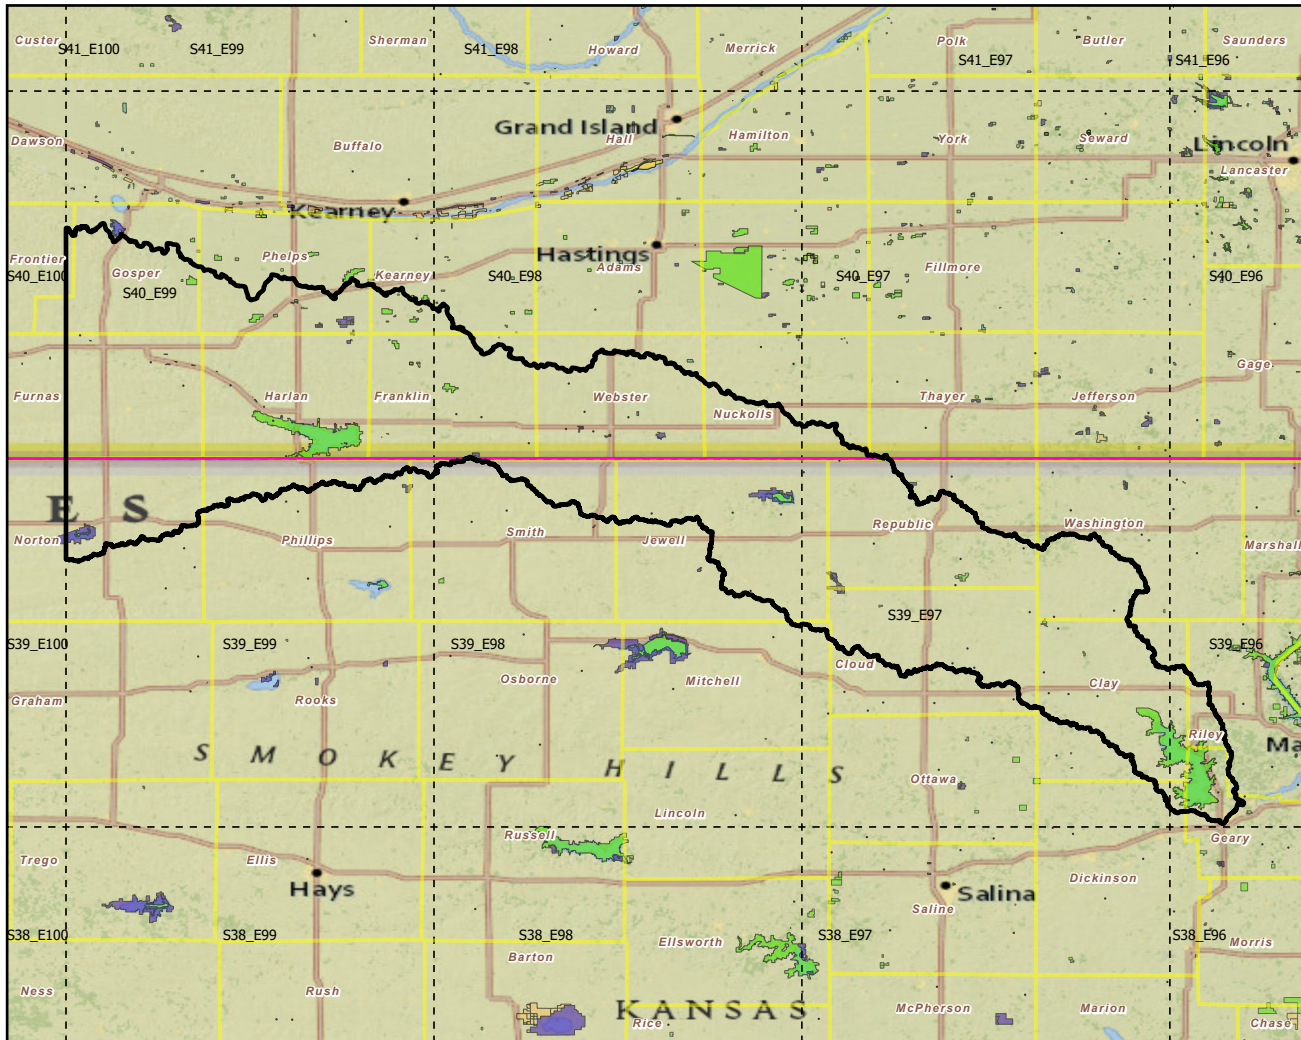 Custer
S41_E100
S41_E99
Sherman
S41_E98
Howard
Merrick
Polk
S41_E97
Butler
S41_E96
Saunders
Dawson
Buffalo
Grand Island
Hall
Hamilton
York
Seward
Lincoln
Lancaster
Kearney
Hastings
Frontier
S40_E100
Gosper
S40_E99
Phelps
Kearney
S40_E98
Adams
S40_E97
Fillmore
S40_E96
Furnas
Harlan
Franklin
Webster
Nuckolls
Thayer
Jefferson
Gage
E S
Norton
Phillips
Smith
Jewell
Republic
Washington
Marshall
S39_E97
S39_E100
S39_E99
S39_E98
S39_E96
Graham
Rooks
Osborne
Mitchell
Cloud
Clay
Riley
Ma
SMOKEY HILLS
Ottawa
Lincoln
Russell
Geary
Trego
Ellis
Hays
Dickinson
Salina
Saline
S38_E100
S38_E99
S38_E98
Ellsworth
S38_E97
S38_E96
Morris
Barton
Ness
Rush
KANSAS
Rice
McPherson
Marion
Chase